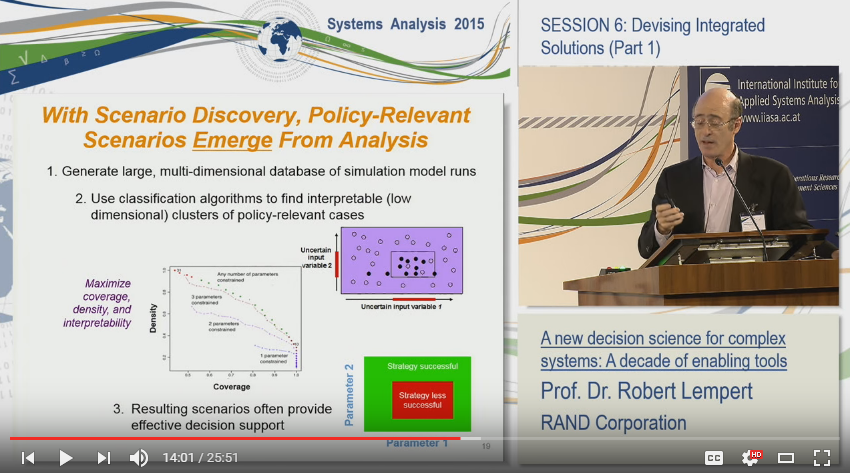 Systems Analysis 2015
SESSION 6: Devising Integrated
Solutions (Part 1)
With Scenario Discovery, Policy-Relevant
Scenarios Emerge From Analysis
1. Generate large, multi-dimensional database of simulation model runs
2. Use classification algorithms to find interpretable (low
dimensional) clusters of policy-relevant cases
Maximize
coverage,
density, and
interpretability
Density
Any number of parameters
constrained
3 parameters
constrained
2 parameters
constrained
1 parameter
constrained
Coverage
Uncertain
input
variable 2
Uncertain input variable 1
Parameter 2
Strategy successful
Strategy less
successful
Parameter 1
3. Resulting scenarios often provide
effective decision support
19
International Institute for
Applied Systems Analysis
www.iiasa.ac.at
A new decision science for complex
systems: A decade of enabling tools
Prof. Dr. Robert Lempert
RAND Corporation
14:01 / 25:51
CC
HD